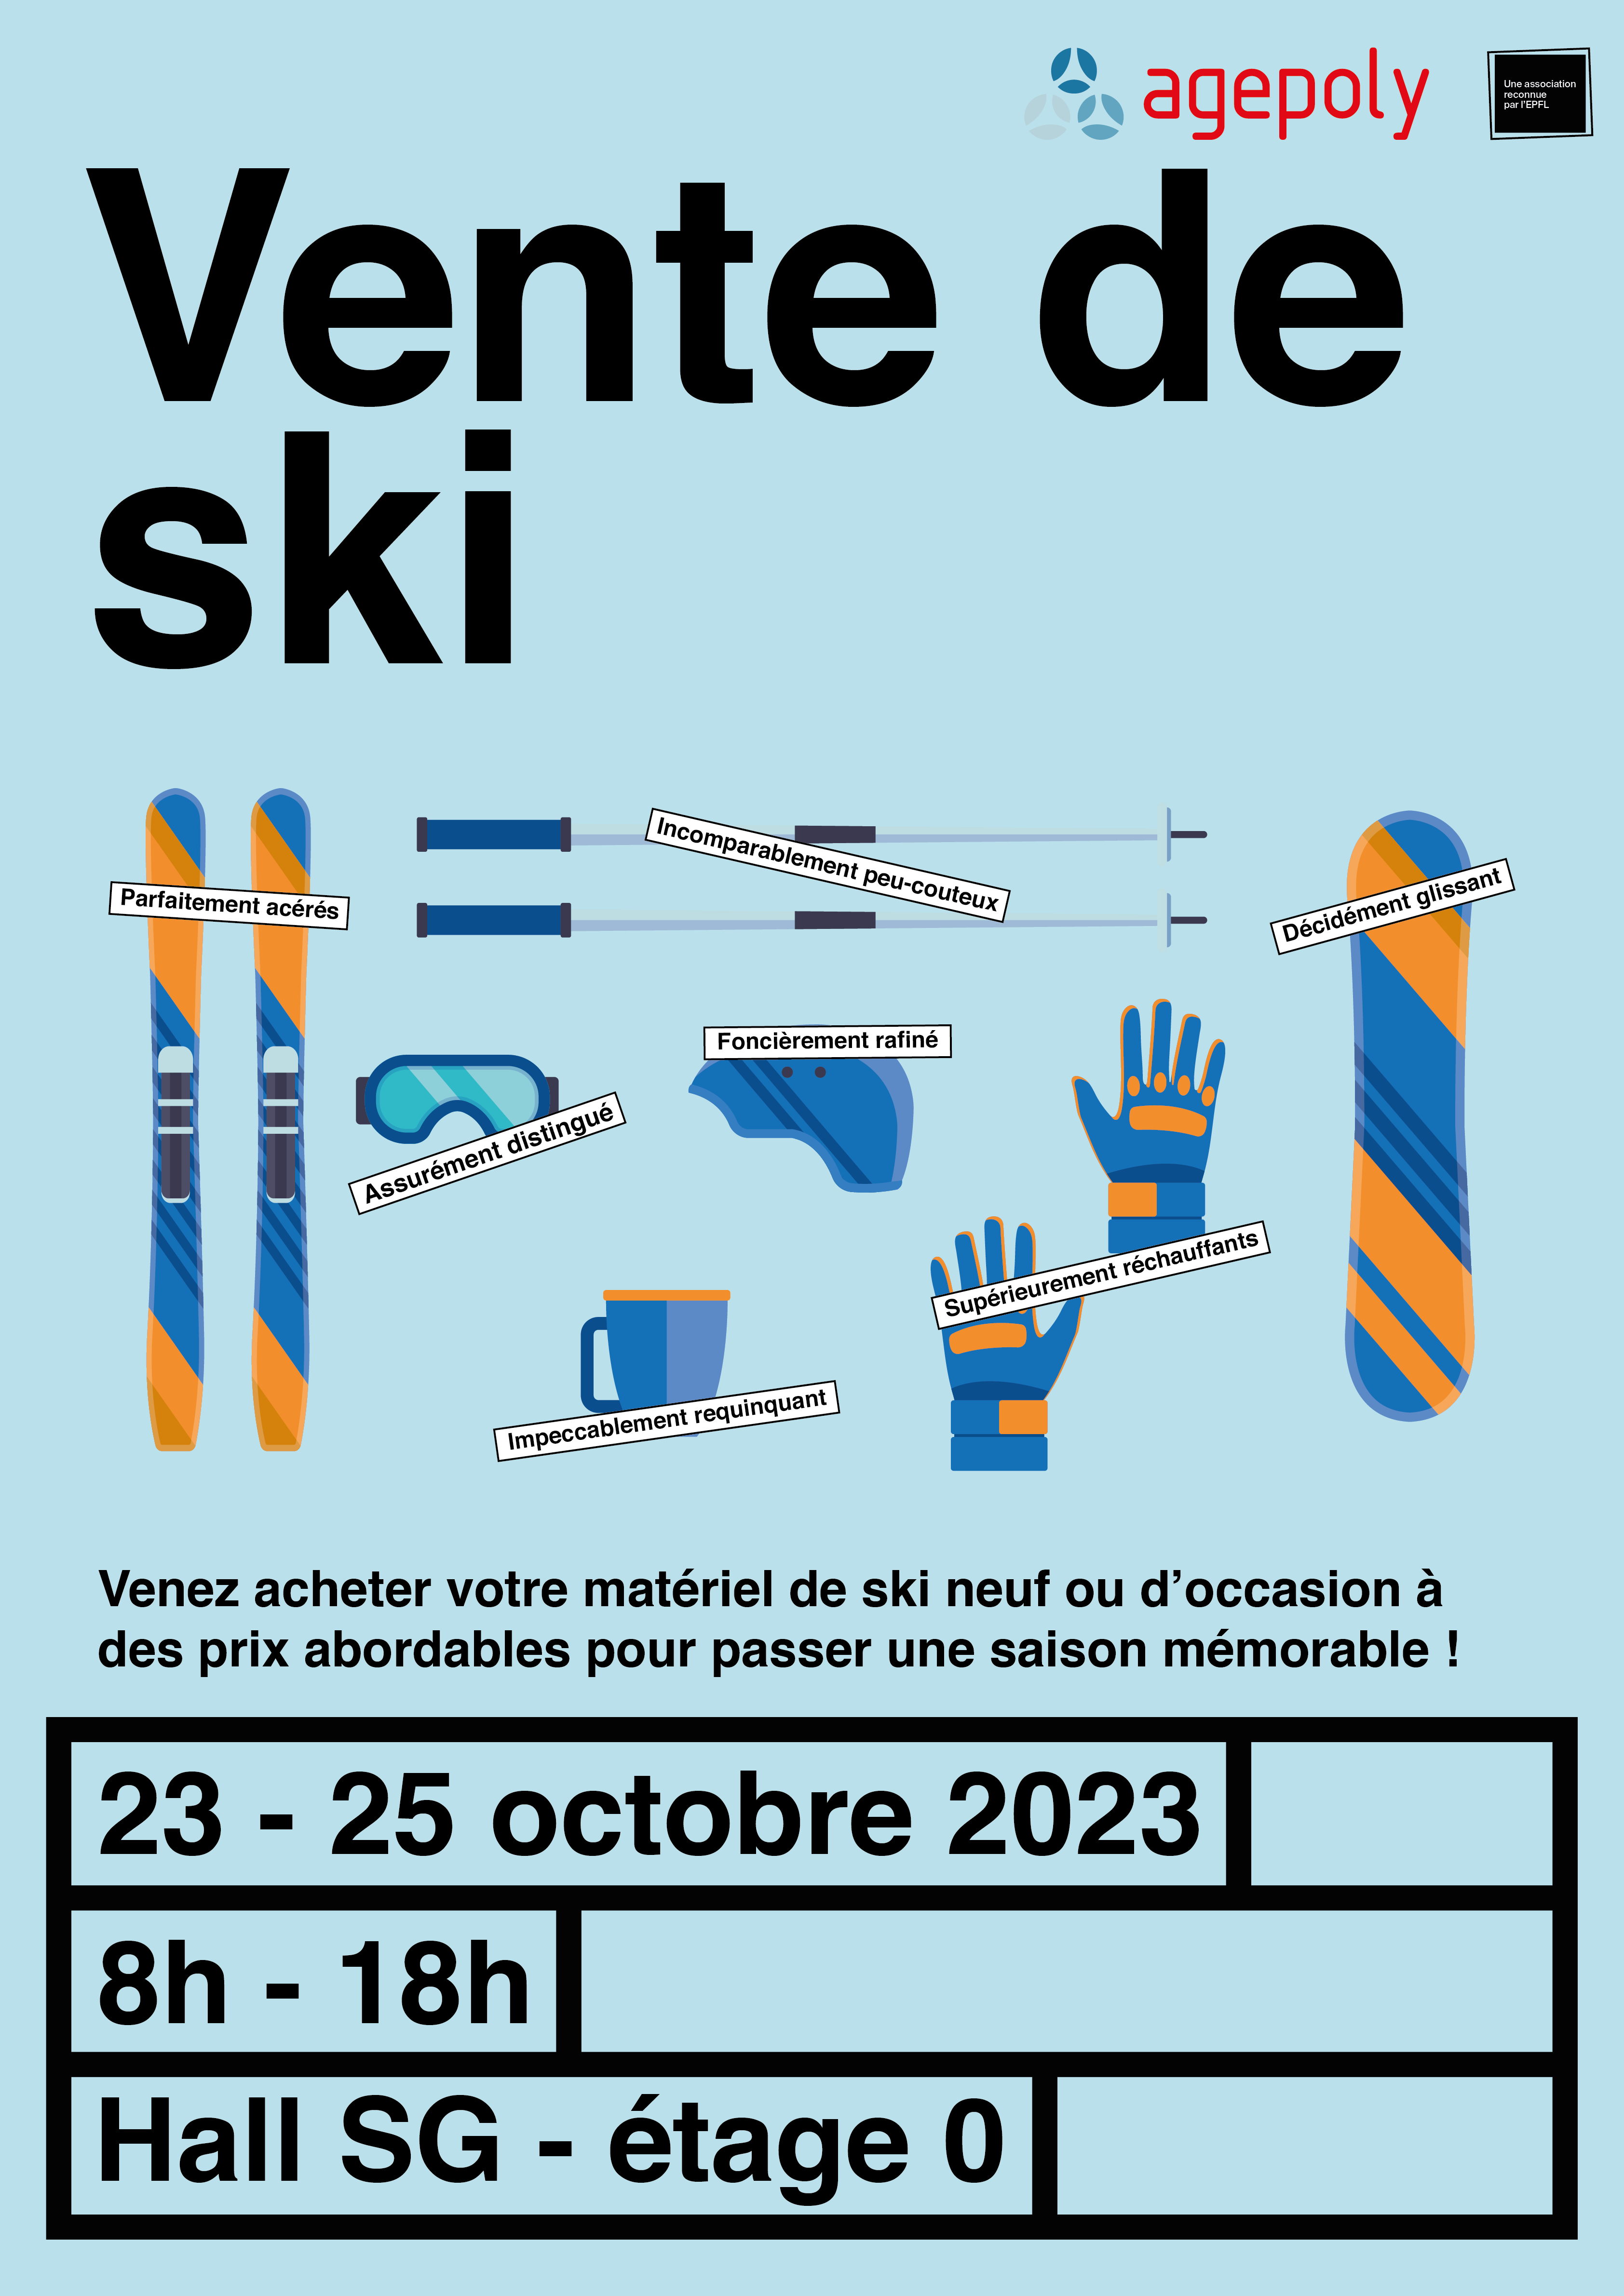 agepoly
Une association
reconnue
par l'EPFL
Vente de
ski
Parfaitement acérés
Incomparablement peu-couteux
Décidément glissant
Assurément distingué
Foncièrement rafiné
Supérieurement réchauffants
Impeccablement requinquant
Venez acheter votre matériel de ski neuf ou d’occasion à
des prix abordables pour passer une saison mémorable !
23 - 25 octobre 2023
8h - 18h
Hall SG - étage 0